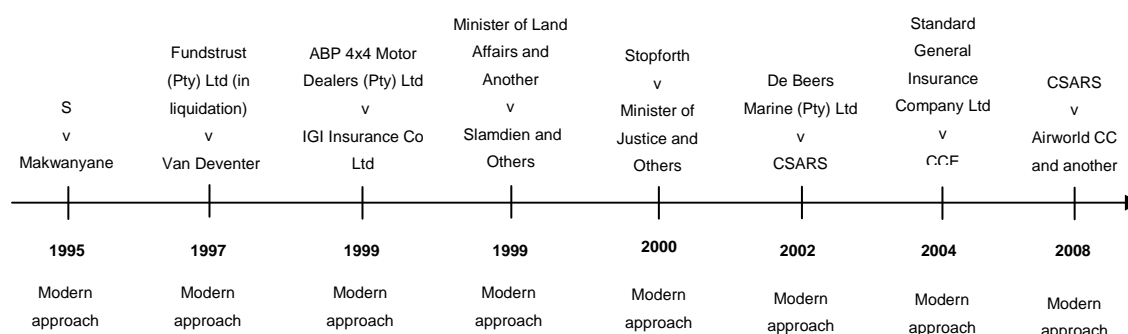 S
v
Makwanyane
1995
Modern
approach
Fundstrust
(Pty) Ltd (in
liquidation)
v
Van Deventer
1997
Modern
approach
ABP 4x4 Motor
Dealers (Pty) Ltd
v
IGI Insurance Co
Ltd
1999
Modern
approach
Minister of Land
Affairs and
Another
v
Slamdien and
Others
1999
Modern
approach
Stopforth
v
Minister of
Justice and
Others
2000
Modern
approach
De Beers
Marine (Pty) Ltd
v
CSARS
2002
Modern
approach
Standard
General
Insurance
Company Ltd
v
2004
Modern
approach
CSARS
v
Airworld CC
and another
2008
Modern
approach